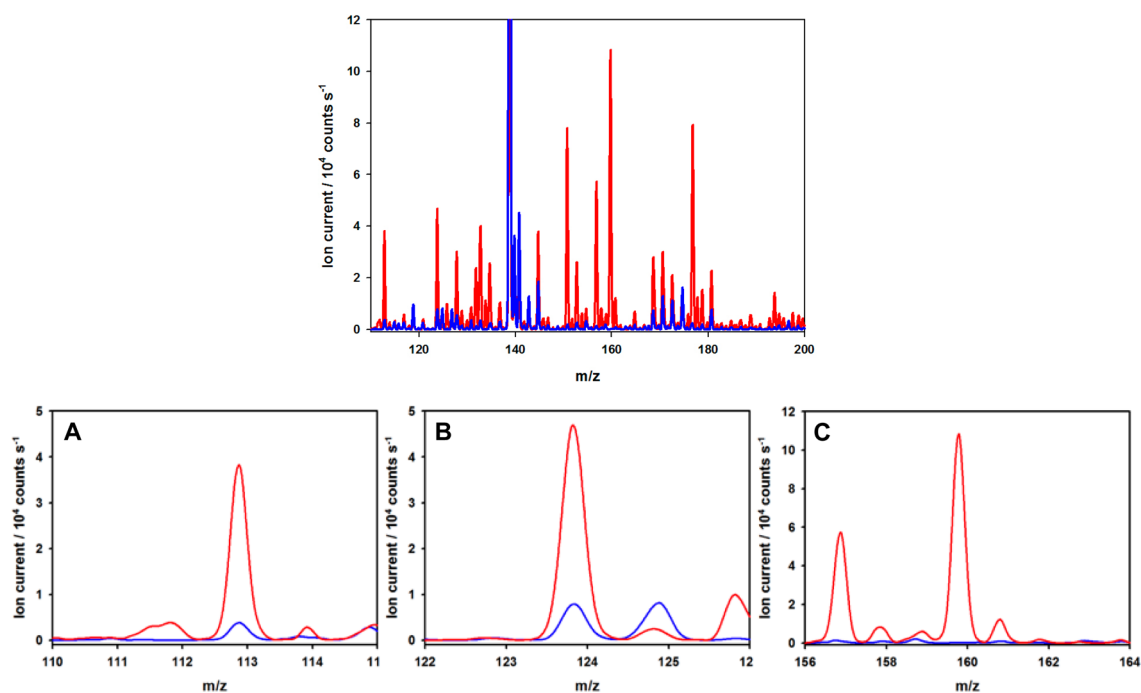 12
10
8
6
4
2
0
Ion current / 10⁴ counts s⁻¹
120 140 160 180 200
m/z
A
5
4
3
2
1
0
Ion current / 10⁴ counts s⁻¹
110 111 112 113 114 11
m/z
B
5
4
3
2
1
0
Ion current / 10⁴ counts s⁻¹
122 123 124 125 12
m/z
C
12
10
8
6
4
2
0
Ion current / 10⁴ counts s⁻¹
156 158 160 162 164
m/z